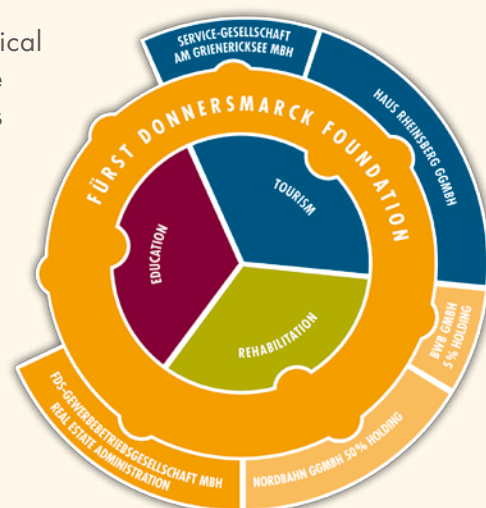 ical
e
s
SERVICE-GESELLSCHAFT
AM GRIENERICKSEE MBH
HAUS RHEINSBERG GGMBH
FÜRST DONNERSMARCK FOUNDATION
TOURISM
EDUCATION
REHABILITATION
BWB GMBH
5 % HOLDING
NORDBAHN GGMBH 50 % HOLDING
FDS-GEWERBEBETRIEBSGESELLSCHAFT MBH
REAL ESTATE ADMINISTRATION